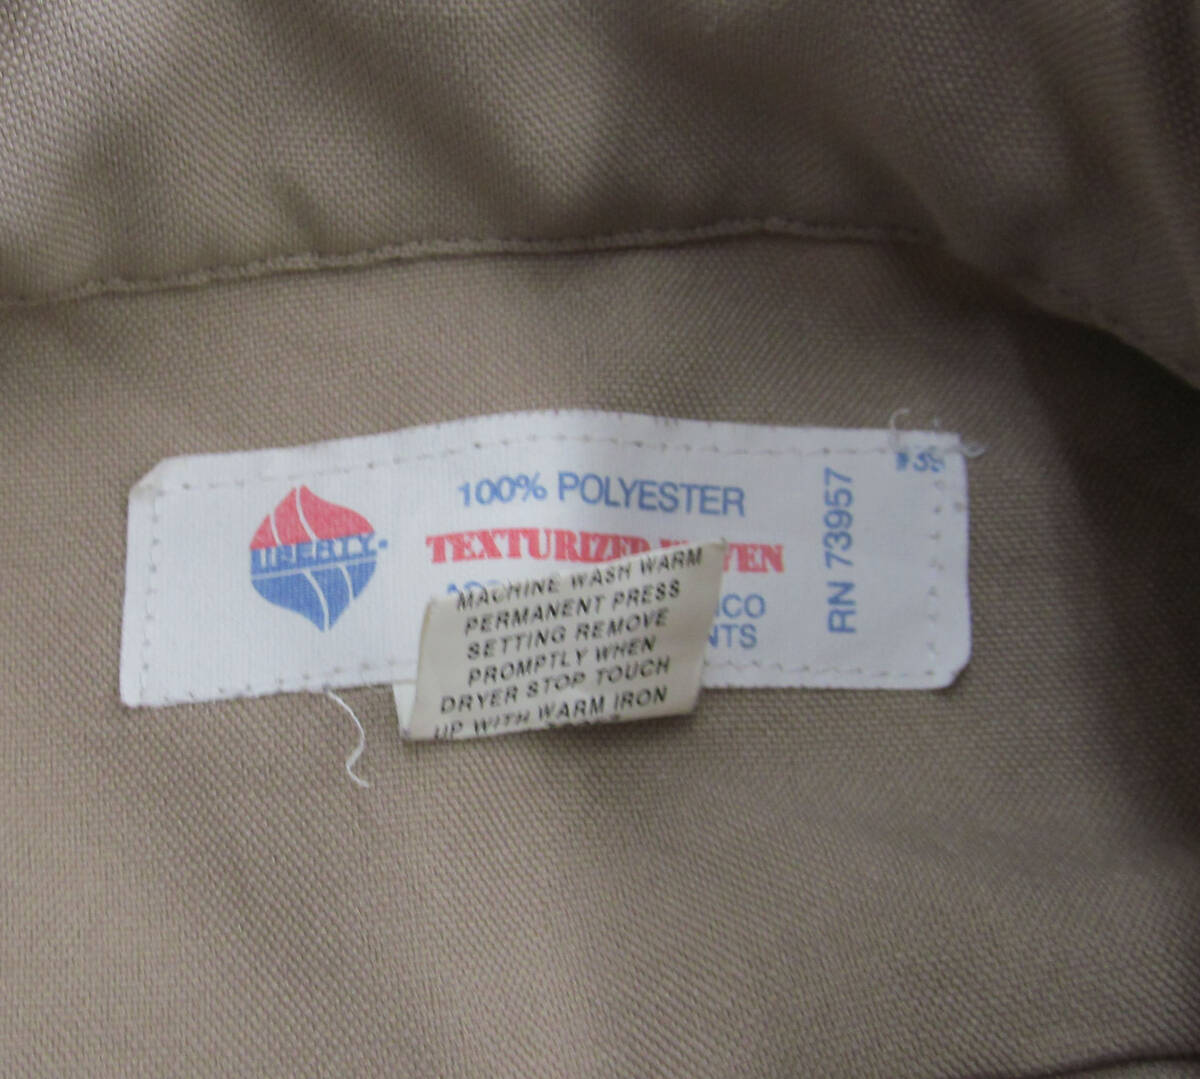 LIBERTY
100% POLYESTER
TEXTURIZED
RN 73957
MACHINE WASH WARM
PERMANENT PRESS
SETTING REMOVE
PROMPTLY WHEN
DRYER STOP TOUCH
UP WITH WARM IRON